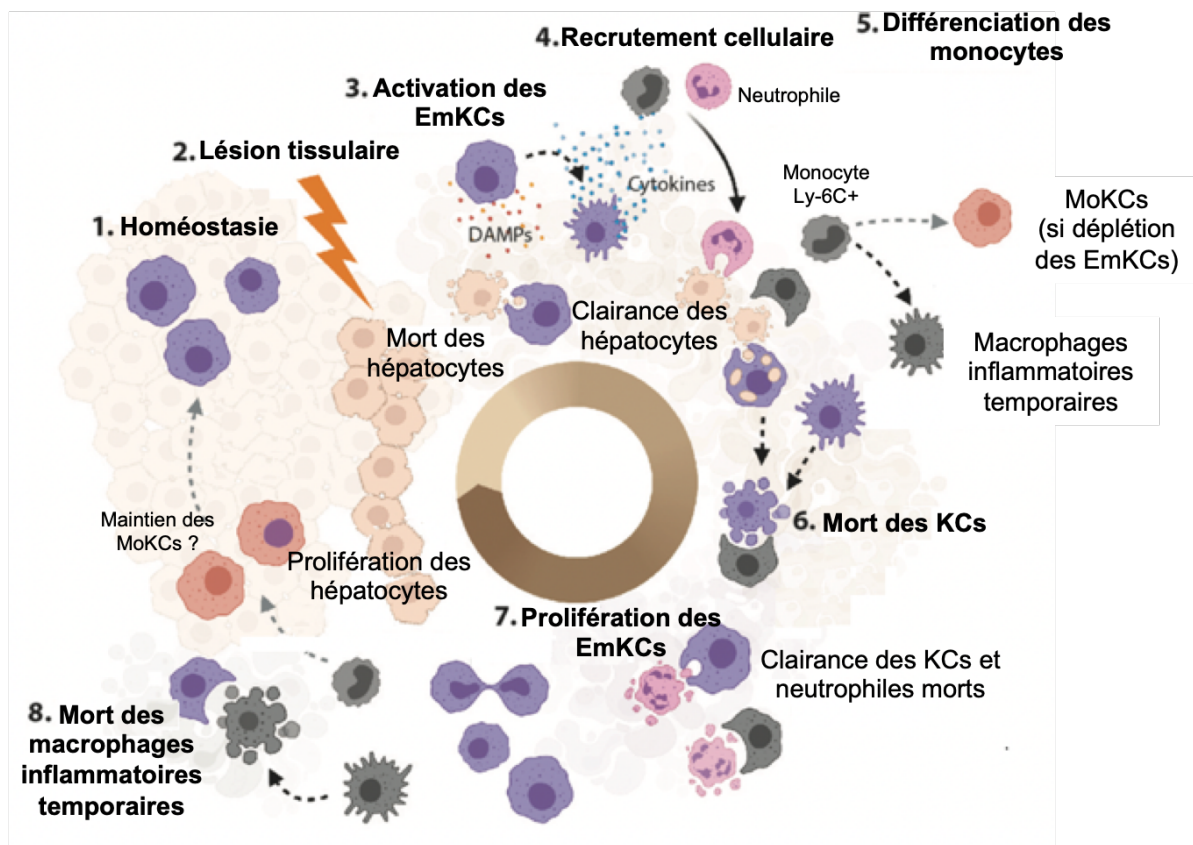 1. Homéostasie
2. Lésion tissulaire
3. Activation des
EmKCs
DAMPs
Cytokines
Mort des
hépatocytes
Clairance des
hépatocytes
4. Recrutement cellulaire
Neutrophile
5. Différenciation des
monocytes
Monocyte
Ly-6C+
MoKCs
(si déplétion
des EmKCs)
Macrophages
inflammatoires
temporaires
6. Mort des KCs
7. Prolifération des
EmKCs
Clairance des KCs et
neutrophiles morts
8. Mort des
macrophages
inflammatoires
temporaires
Maintien des
MoKCs ?
Prolifération des
hépatocytes